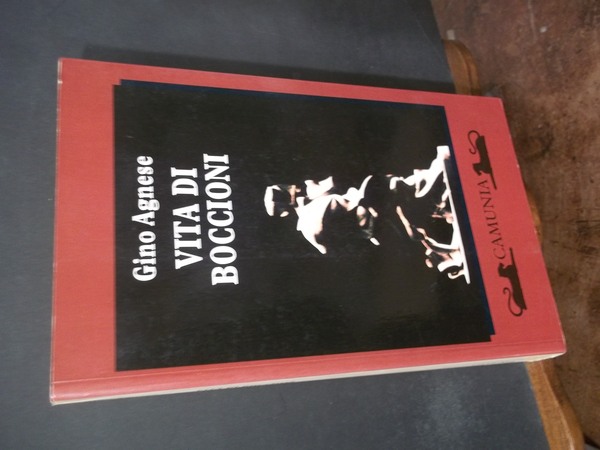 Gino Agnese
VITA DI
BOCCIONI
CAMUNIA